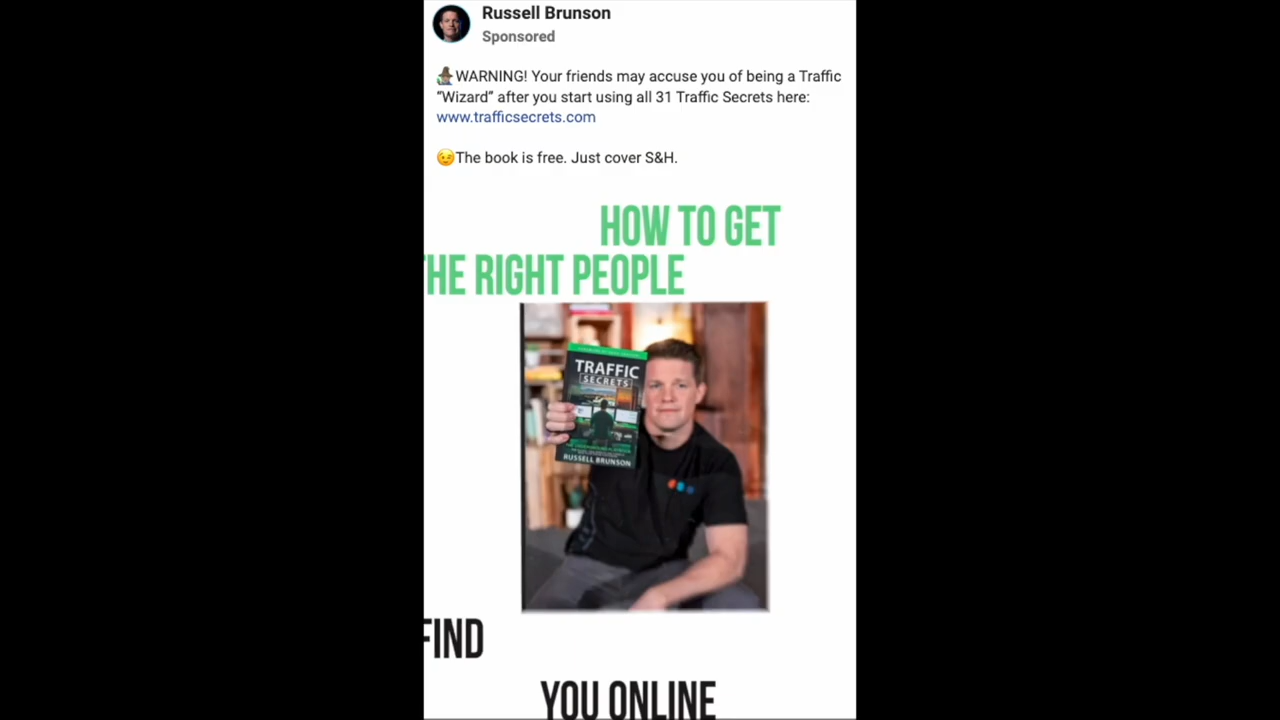 Russell Brunson
Sponsored
WARNING! Your friends may accuse you of being a Traffic
“Wizard” after you start using all 31 Traffic Secrets here:
www.trafficsecrets.com
😉The book is free. Just cover S&H.
HOW TO GET
THE RIGHT PEOPLE
TRAFFIC
SECRETS
RUSSELL BRUNSON
FIND
YOU ONLINE